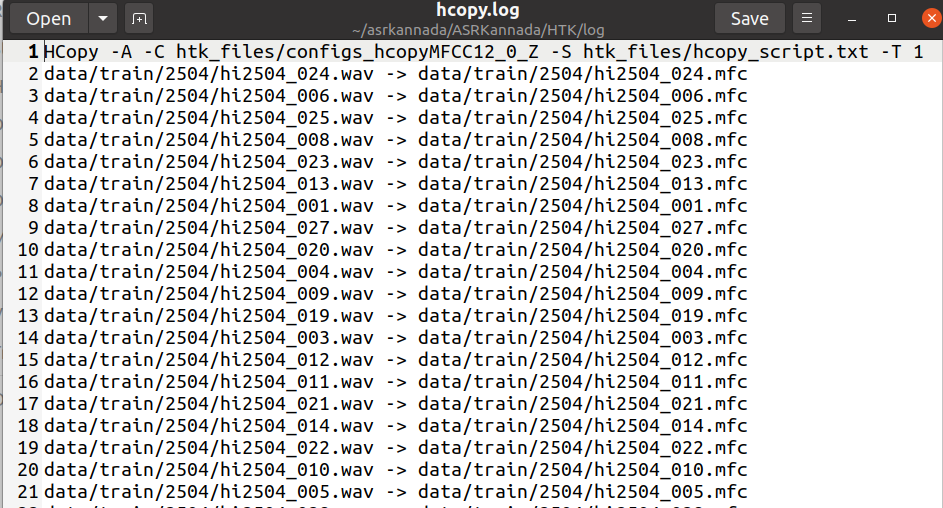 Open
hcopy.log
~/asrkannada/ASRKannada/HTK/log
Save
1 HCopy -A -C htk_files/configs_hcopyMFCC12_0_Z -S htk_files/hcopy_script.txt -T 1
2 data/train/2504/hi2504_024.wav -> data/train/2504/hi2504_024.mfc
3 data/train/2504/hi2504_006.wav -> data/train/2504/hi2504_006.mfc
4 data/train/2504/hi2504_025.wav -> data/train/2504/hi2504_025.mfc
5 data/train/2504/hi2504_008.wav -> data/train/2504/hi2504_008.mfc
6 data/train/2504/hi2504_023.wav -> data/train/2504/hi2504_023.mfc
7 data/train/2504/hi2504_013.wav -> data/train/2504/hi2504_013.mfc
8 data/train/2504/hi2504_001.wav -> data/train/2504/hi2504_001.mfc
9 data/train/2504/hi2504_027.wav -> data/train/2504/hi2504_027.mfc
10 data/train/2504/hi2504_020.wav -> data/train/2504/hi2504_020.mfc
11 data/train/2504/hi2504_004.wav -> data/train/2504/hi2504_004.mfc
12 data/train/2504/hi2504_009.wav -> data/train/2504/hi2504_009.mfc
13 data/train/2504/hi2504_019.wav -> data/train/2504/hi2504_019.mfc
14 data/train/2504/hi2504_003.wav -> data/train/2504/hi2504_003.mfc
15 data/train/2504/hi2504_012.wav -> data/train/2504/hi2504_012.mfc
16 data/train/2504/hi2504_011.wav -> data/train/2504/hi2504_011.mfc
17 data/train/2504/hi2504_021.wav -> data/train/2504/hi2504_021.mfc
18 data/train/2504/hi2504_014.wav -> data/train/2504/hi2504_014.mfc
19 data/train/2504/hi2504_022.wav -> data/train/2504/hi2504_022.mfc
20 data/train/2504/hi2504_010.wav -> data/train/2504/hi2504_010.mfc
21 data/train/2504/hi2504_005.wav -> data/train/2504/hi2504_005.mfc